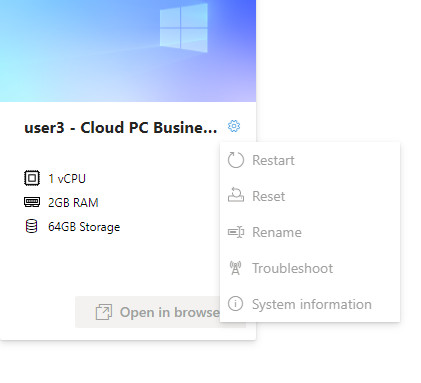 user3 - Cloud PC Busine...
1 vCPU
2GB RAM
64GB Storage
Open in browse
Restart
Reset
Rename
Troubleshoot
System information